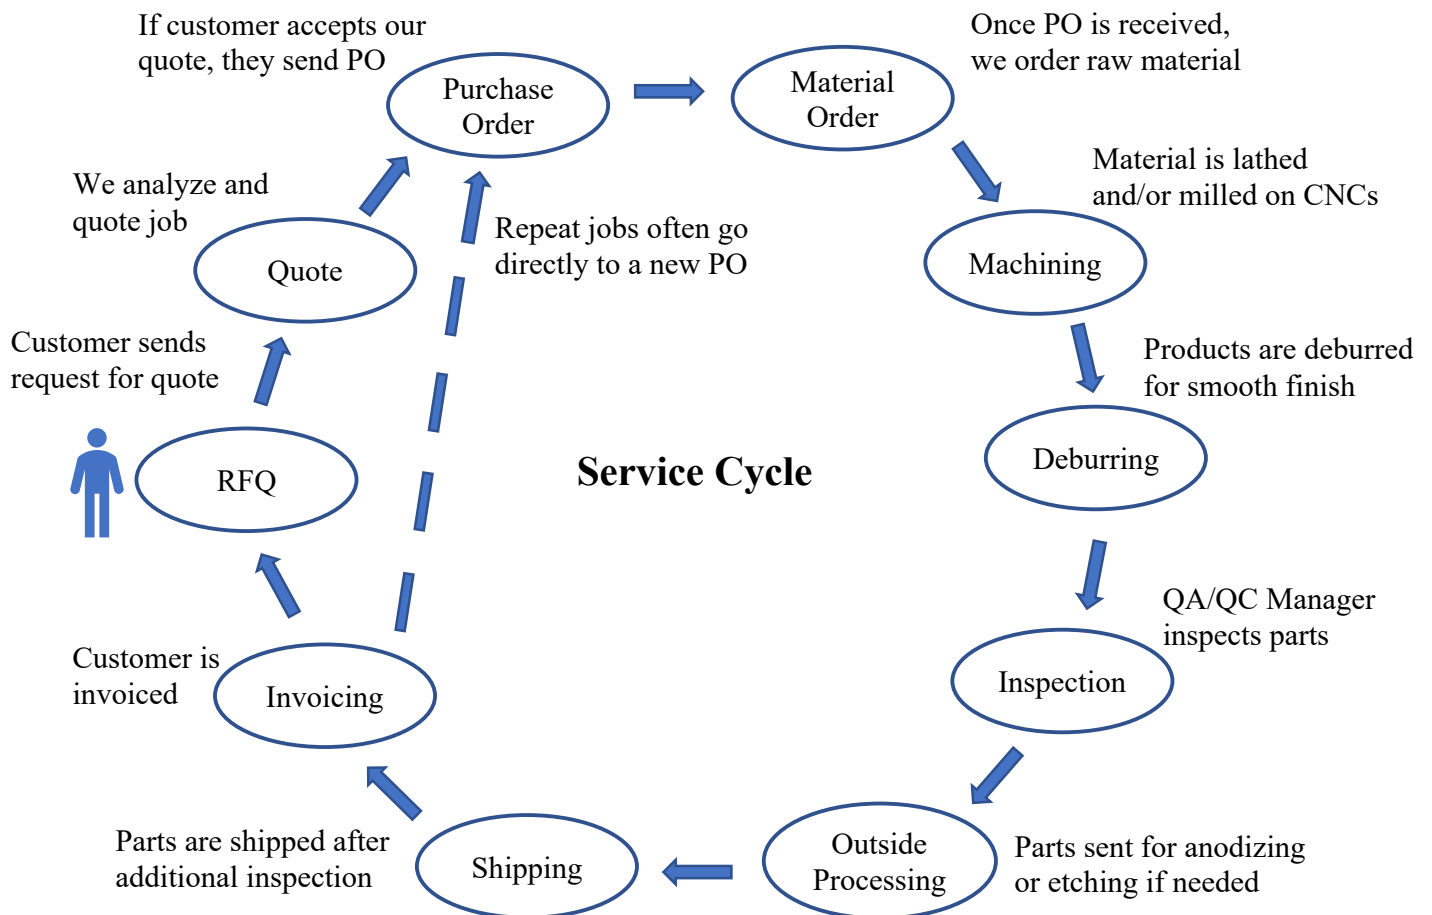 If customer accepts our
quote, they send PO
Purchase
Order
Material
Order
Once PO is received,
we order raw material
Material is lathed
and/or milled on CNCs
We analyze and
quote job
Quote
Repeat jobs often go
directly to a new PO
Machining
Customer sends
request for quote
Products are deburred
for smooth finish
RFQ
Service Cycle
Deburring
QA/QC Manager
inspects parts
Customer is
invoiced
Invoicing
Inspection
Parts are shipped after
additional inspection
Shipping
Outside
Processing
Parts sent for anodizing
or etching if needed